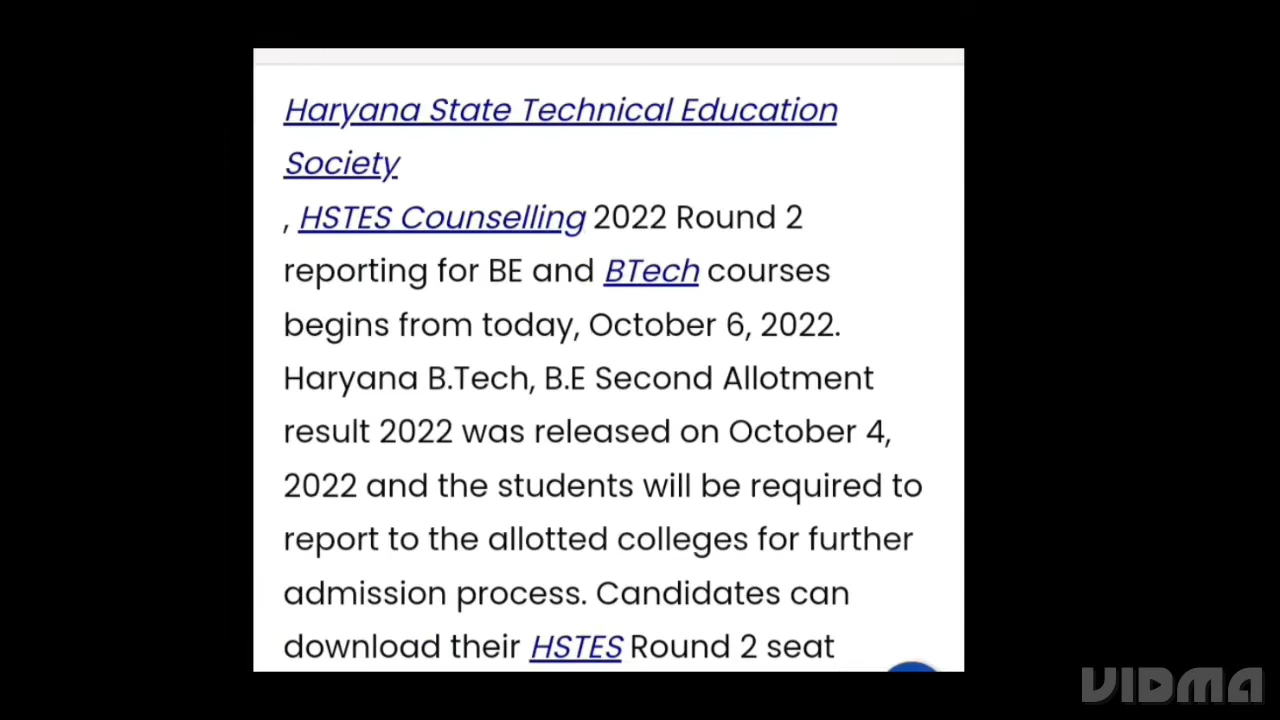 Haryana State Technical Education
Society
, HSTES Counselling 2022 Round 2
reporting for BE and BTech courses
begins from today, October 6, 2022.
Haryana B.Tech, B.E Second Allotment
result 2022 was released on October 4,
2022 and the students will be required to
report to the allotted colleges for further
admission process. Candidates can
download their HSTES Round 2 seat
VIDMA